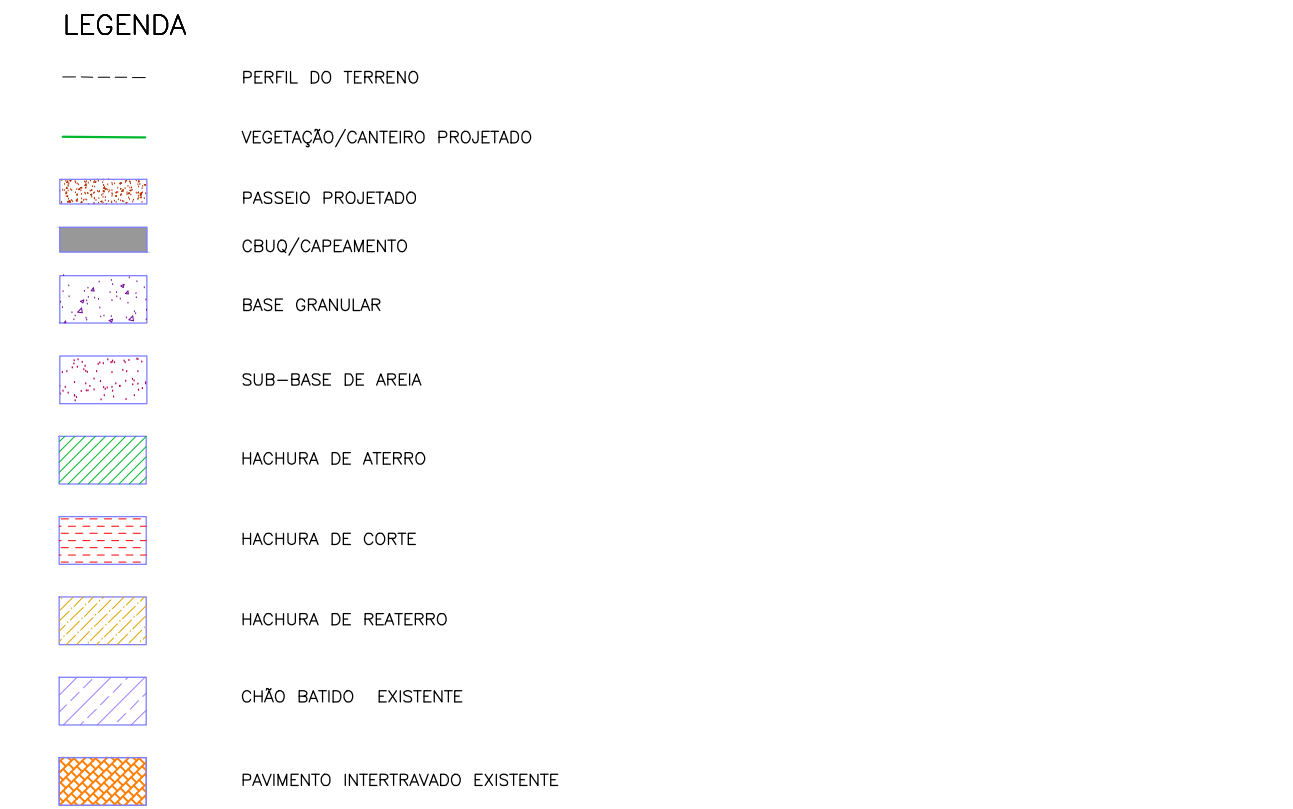 LEGENDA
PERFIL DO TERRENO
VEGETAÇÃO/CANTEIRO PROJETADO
PASSEIO PROJETADO
CBUQ/CAPEAMENTO
BASE GRANULAR
SUB-BASE DE AREIA
HACHURA DE ATERRO
HACHURA DE CORTE
HACHURA DE REATERRO
CHÃO BATIDO EXISTENTE
PAVIMENTO INTERTRAVADO EXISTENTE